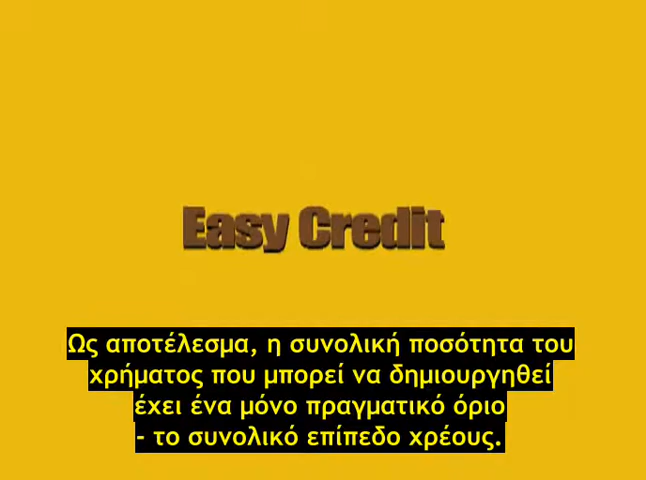 Easy Credit
Ως αποτέλεσμα, η συνολική ποσότητα του
χρήματος που μπορεί να δημιουργηθεί
έχει ένα μόνο πραγματικό όριο
- το συνολικό επίπεδο χρέους.